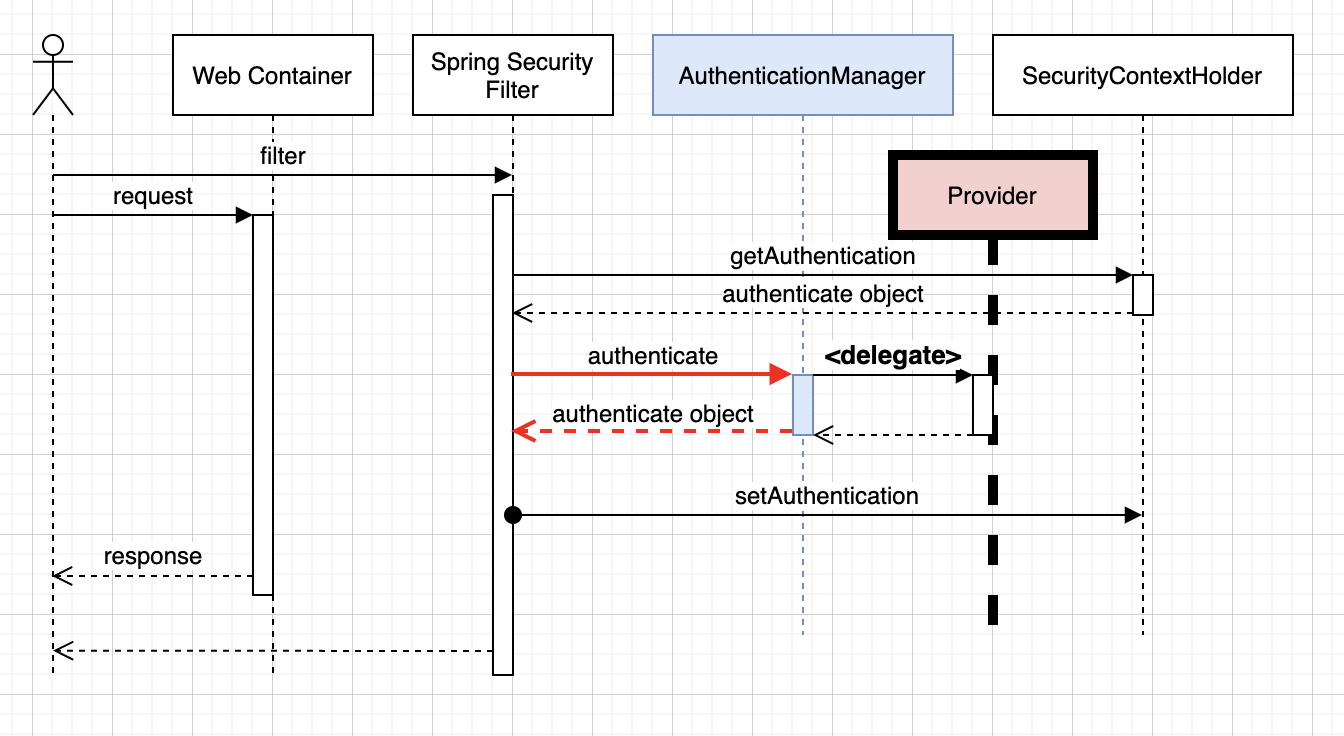 Web Container
Spring Security
Filter
AuthenticationManager
SecurityContextHolder
filter
request
Provider
getAuthentication
authenticate object
authenticate
<delegate>
authenticate object
setAuthentication
response